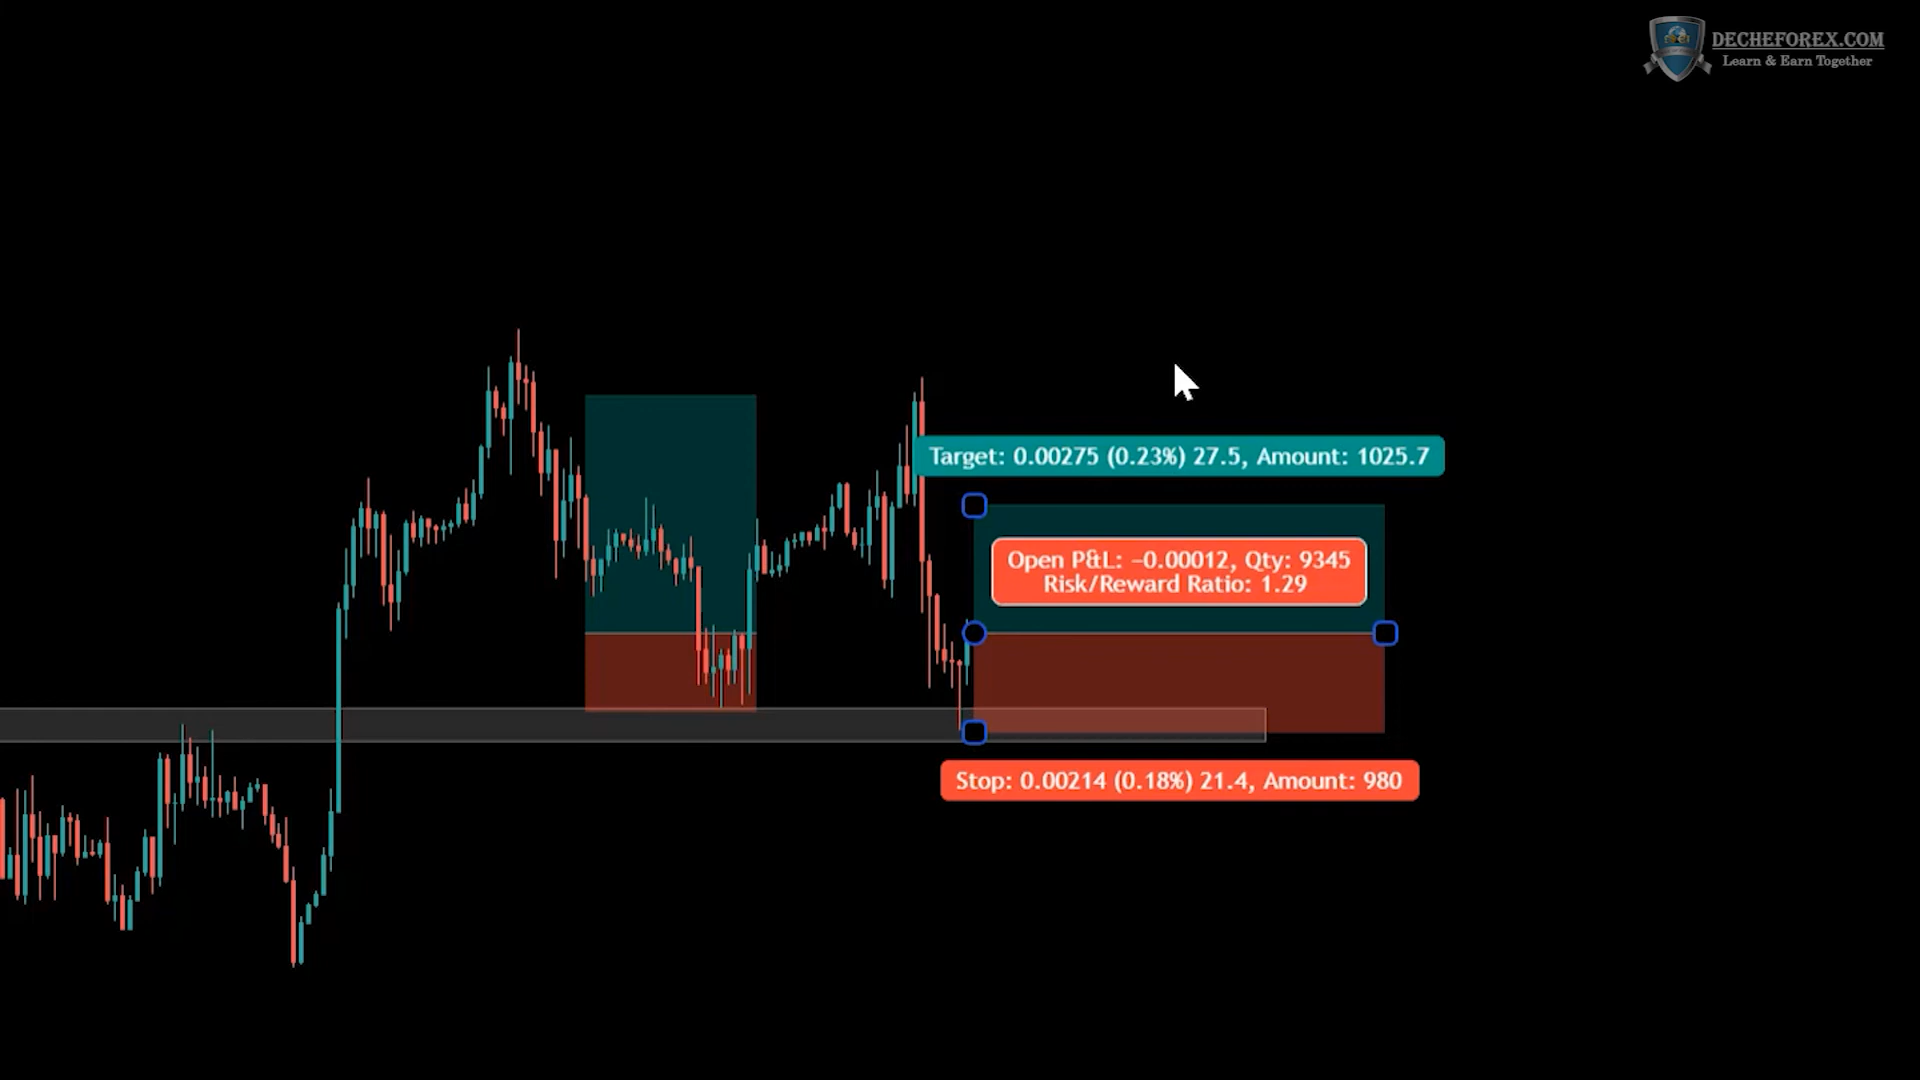 DECHEFOREX.COM
Learn & Earn Together
Target: 0.00275 (0.23%) 27.5, Amount: 1025.7
Open P&L: −0.00012, Qty: 9345
Risk/Reward Ratio: 1.29
Stop: 0.00214 (0.18%) 21.4, Amount: 980